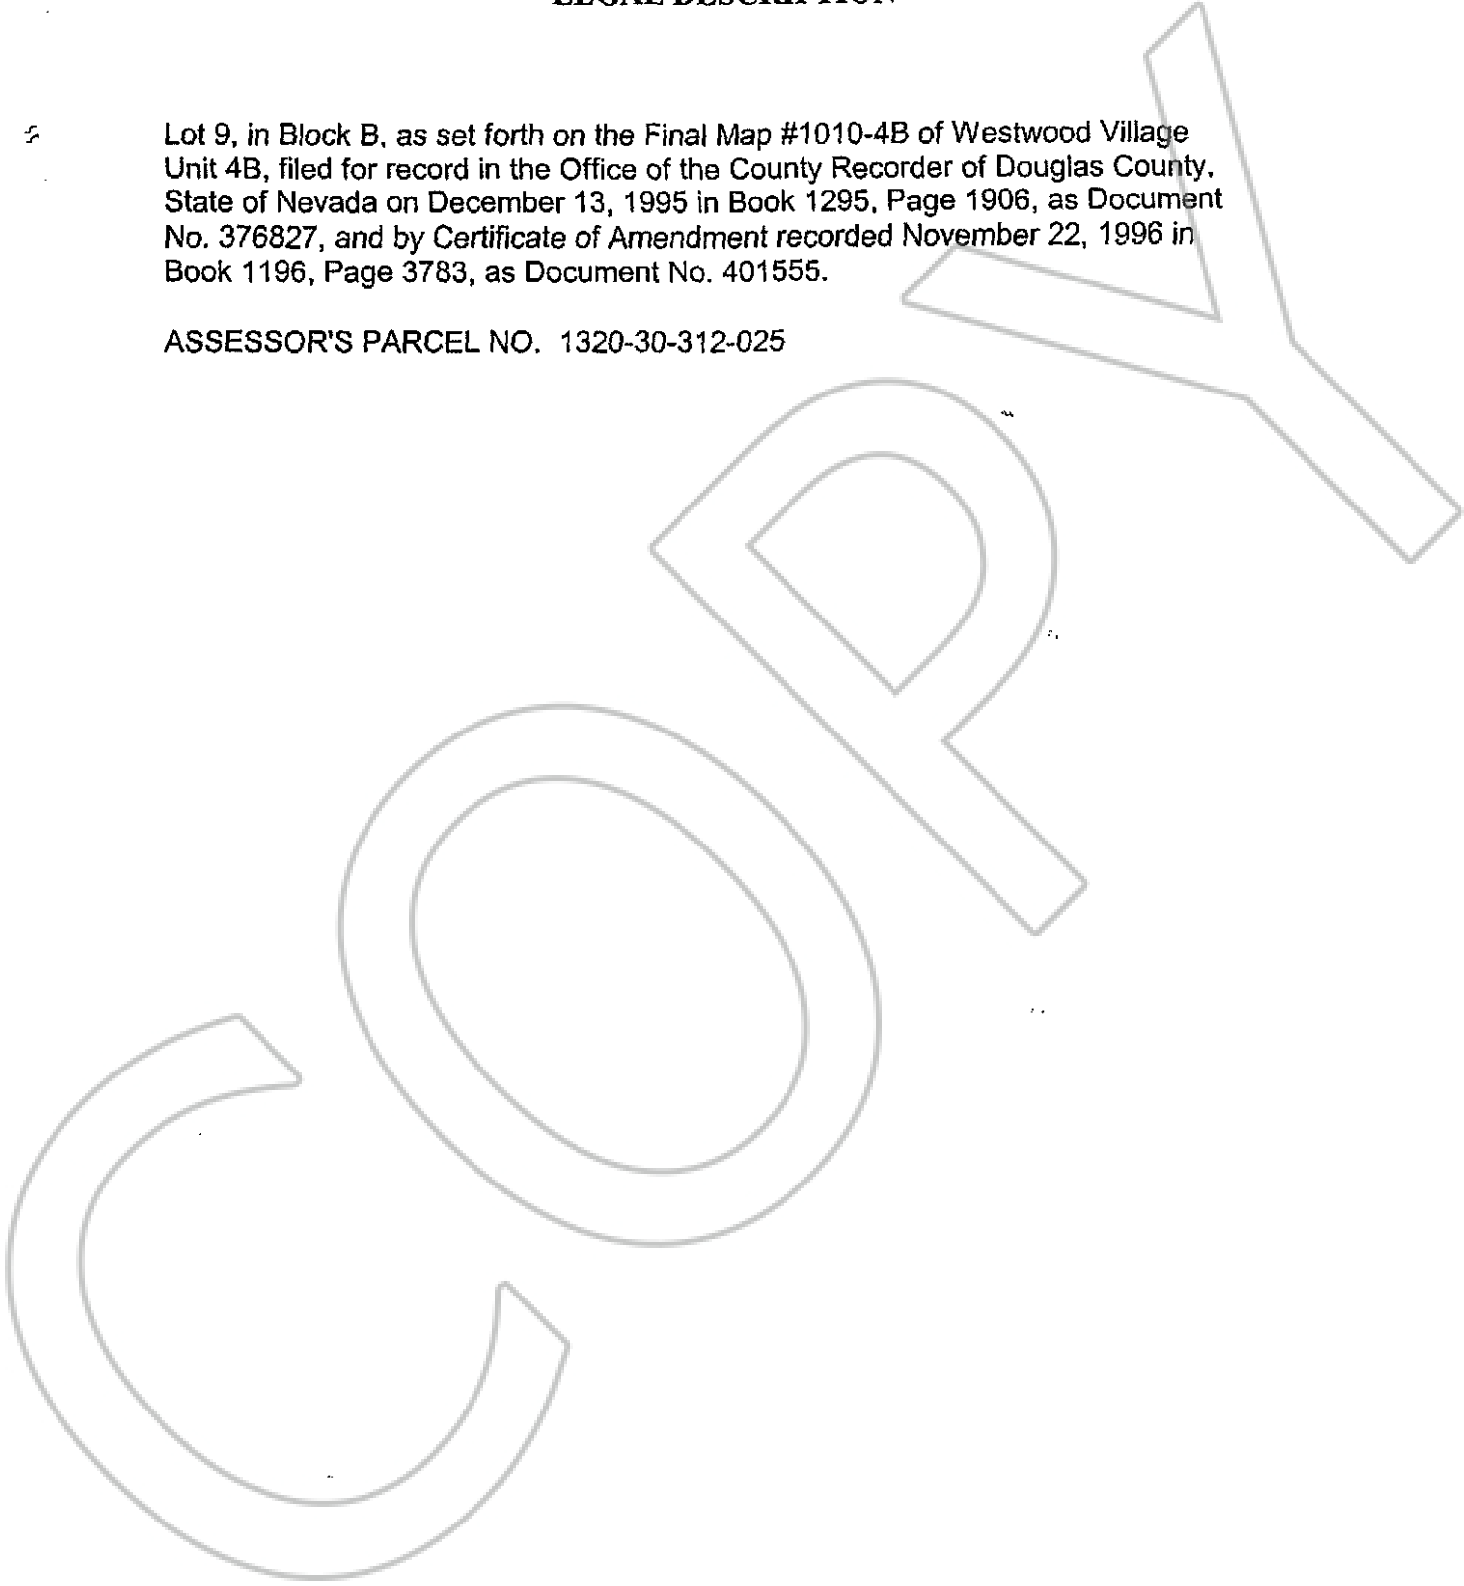 LEGAL DESCRIPTION
Lot 9, in Block B, as set forth on the Final Map #1010-4B of Westwood Village
Unit 4B, filed for record in the Office of the County Recorder of Douglas County,
State of Nevada on December 13, 1995 in Book 1295, Page 1906, as Document
No. 376827, and by Certificate of Amendment recorded November 22, 1996 in
Book 1196, Page 3783, as Document No. 401555.
ASSESSOR'S PARCEL NO. 1320-30-312-025
COPY